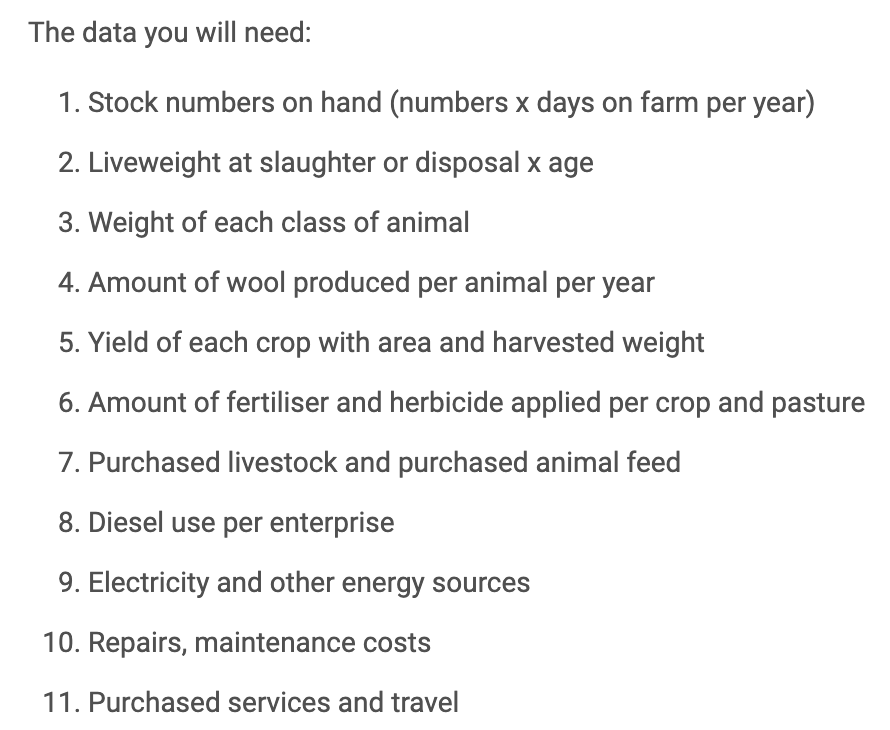 The data you will need:
1. Stock numbers on hand (numbers x days on farm per year)
2. Liveweight at slaughter or disposal x age
3. Weight of each class of animal
4. Amount of wool produced per animal per year
5. Yield of each crop with area and harvested weight
6. Amount of fertiliser and herbicide applied per crop and pasture
7. Purchased livestock and purchased animal feed
8. Diesel use per enterprise
9. Electricity and other energy sources
10. Repairs, maintenance costs
11. Purchased services and travel